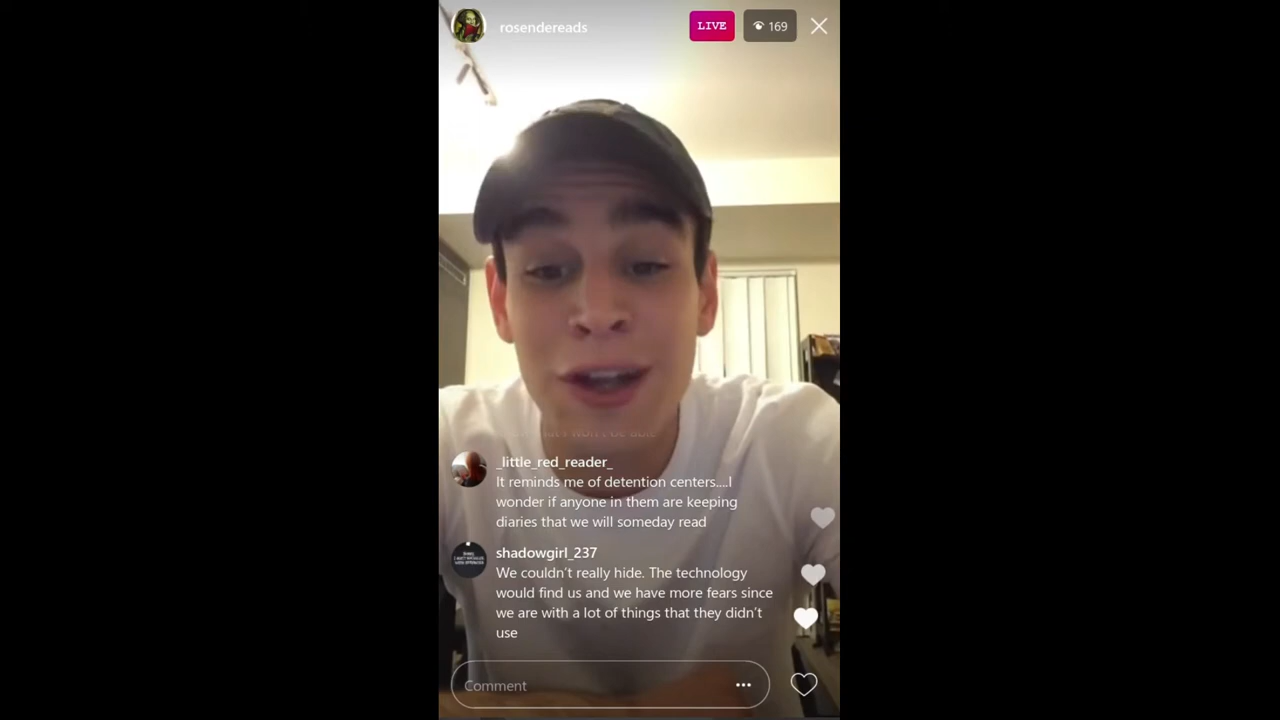 rosendereads
LIVE
169
_little_red_reader_
It reminds me of detention centers....I
wonder if anyone in them are keeping
diaries that we will someday read
shadowgirl_237
We couldn't really hide. The technology
would find us and we have more fears since
we are with a lot of things that they didn't
use
Comment